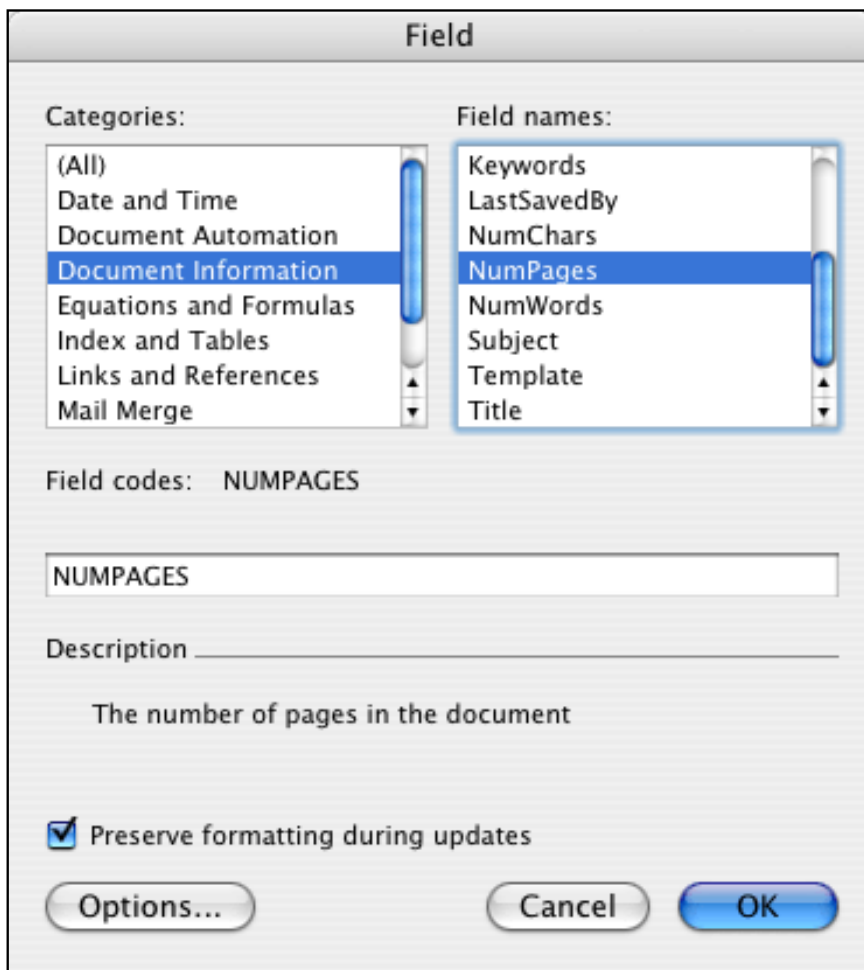 Field
Categories:
(All)
Date and Time
Document Automation
Document Information
Equations and Formulas
Index and Tables
Links and References
Mail Merge
Field names:
Keywords
LastSavedBy
NumChars
NumPages
NumWords
Subject
Template
Title
Field codes: NUMPAGES
NUMPAGES
Description
The number of pages in the document
Preserve formatting during updates
Options... Cancel OK